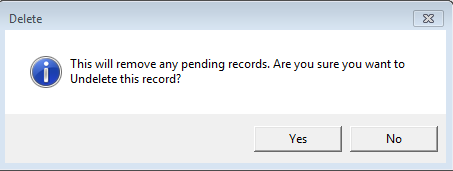 Delete
This will remove any pending records. Are you sure you want to
Undelete this record?
Yes
No